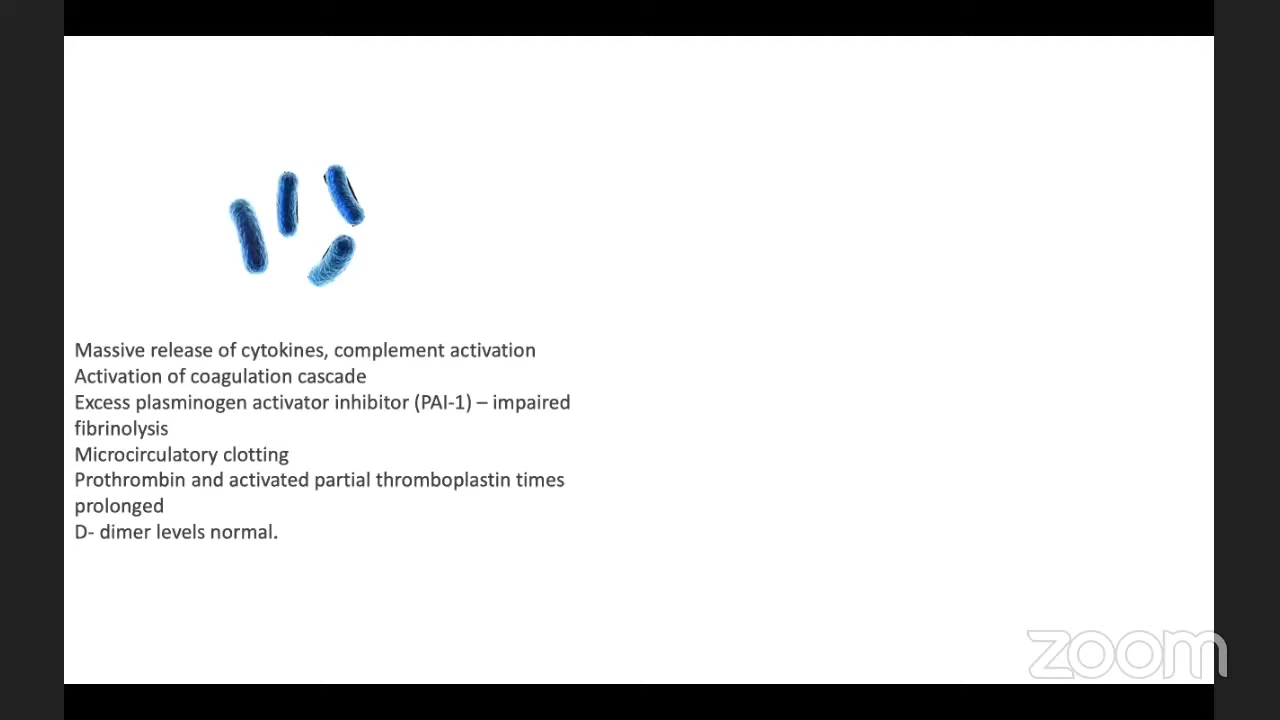 Massive release of cytokines, complement activation
Activation of coagulation cascade
Excess plasminogen activator inhibitor (PAI-1) – impaired
fibrinolysis
Microcirculatory clotting
Prothrombin and activated partial thromboplastin times
prolonged
D- dimer levels normal.
zoom